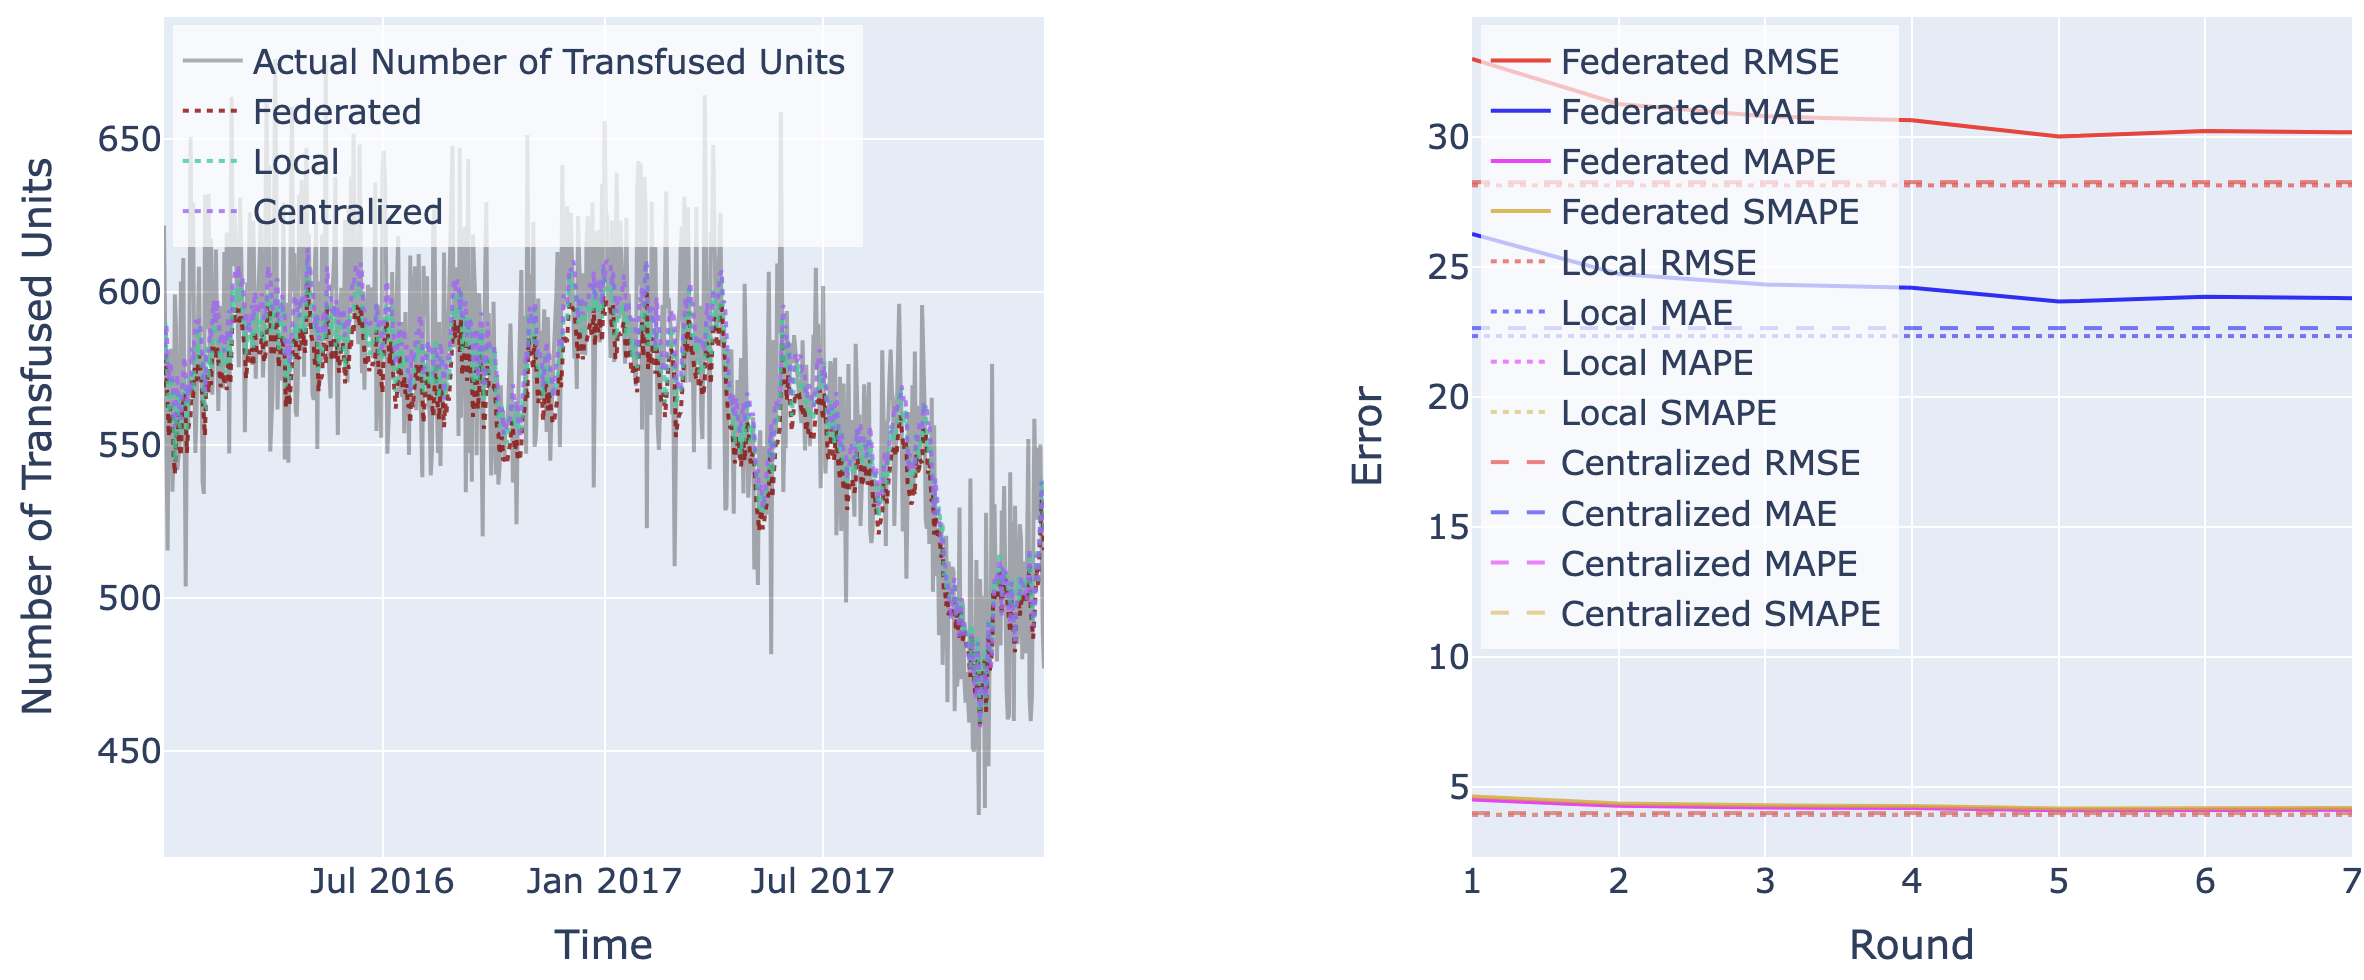 Number of Transfused Units
650
600
550
500
450
Actual Number of Transfused Units
Federated
Local
Centralized
Jul 2016
Jan 2017
Jul 2017
Time
Error
30
25
20
15
10
5
Federated RMSE
Federated MAE
Federated MAPE
Federated SMAPE
Local RMSE
Local MAE
Local MAPE
Local SMAPE
Centralized RMSE
Centralized MAE
Centralized MAPE
Centralized SMAPE
1
2
3
4
5
6
7
Round